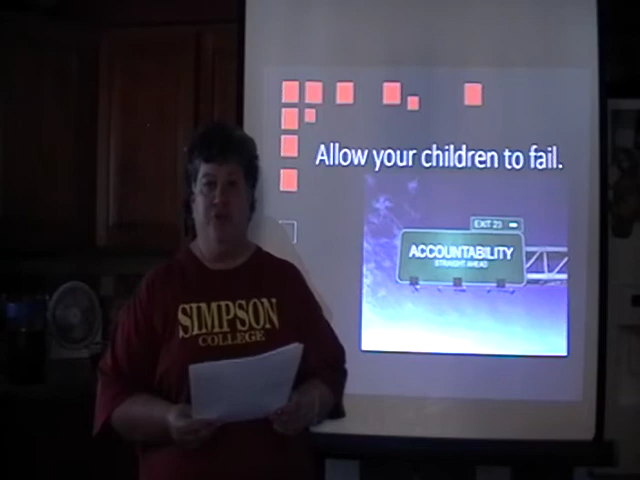 Allow your children to fail.
EXIT 23
ACCOUNTABILITY
STRAIGHT AHEAD
SIMPSON
COLLEGE